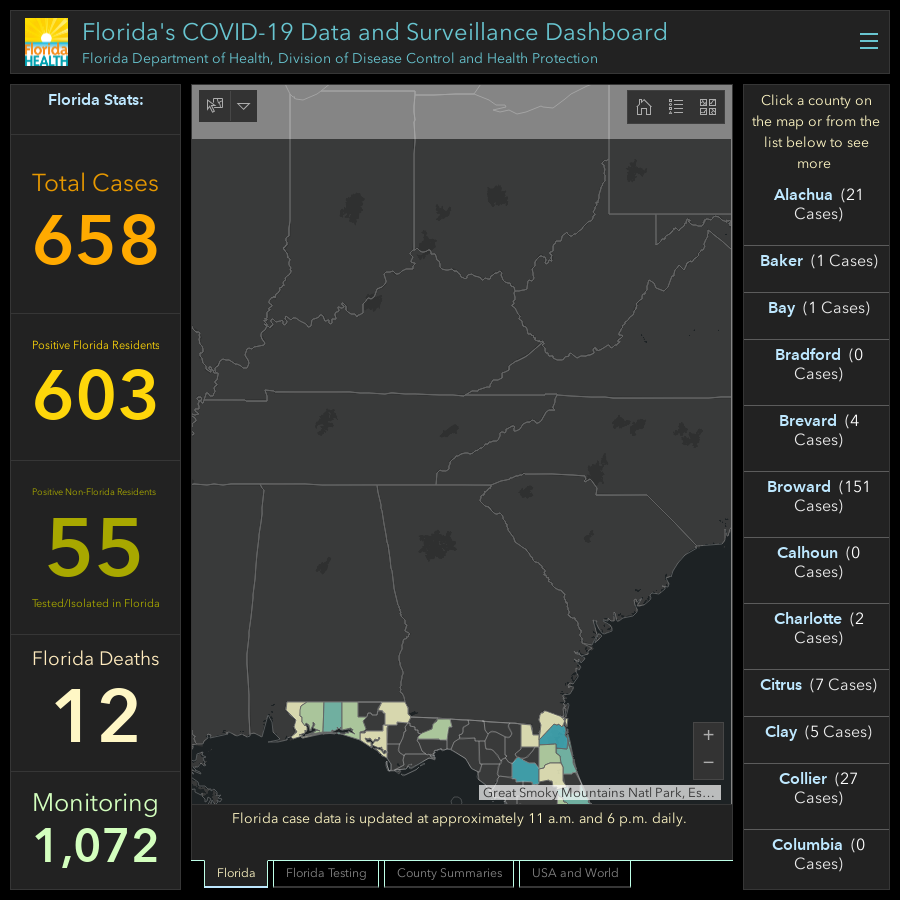 Florida
HEALTH
Florida's COVID-19 Data and Surveillance Dashboard
Florida Department of Health, Division of Disease Control and Health Protection
Florida Stats:
Total Cases
658
Positive Florida Residents
603
Positive Non-Florida Residents
55
Tested/Isolated in Florida
Florida Deaths
12
Monitoring
1,072
+
−
Great Smoky Mountains Natl Park, Es…
Florida case data is updated at approximately 11 a.m. and 6 p.m. daily.
Florida
Florida Testing
County Summaries
USA and World
Click a county on
the map or from the
list below to see
more
Alachua (21
Cases)
Baker (1 Cases)
Bay (1 Cases)
Bradford (0
Cases)
Brevard (4
Cases)
Broward (151
Cases)
Calhoun (0
Cases)
Charlotte (2
Cases)
Citrus (7 Cases)
Clay (5 Cases)
Collier (27
Cases)
Columbia (0
Cases)